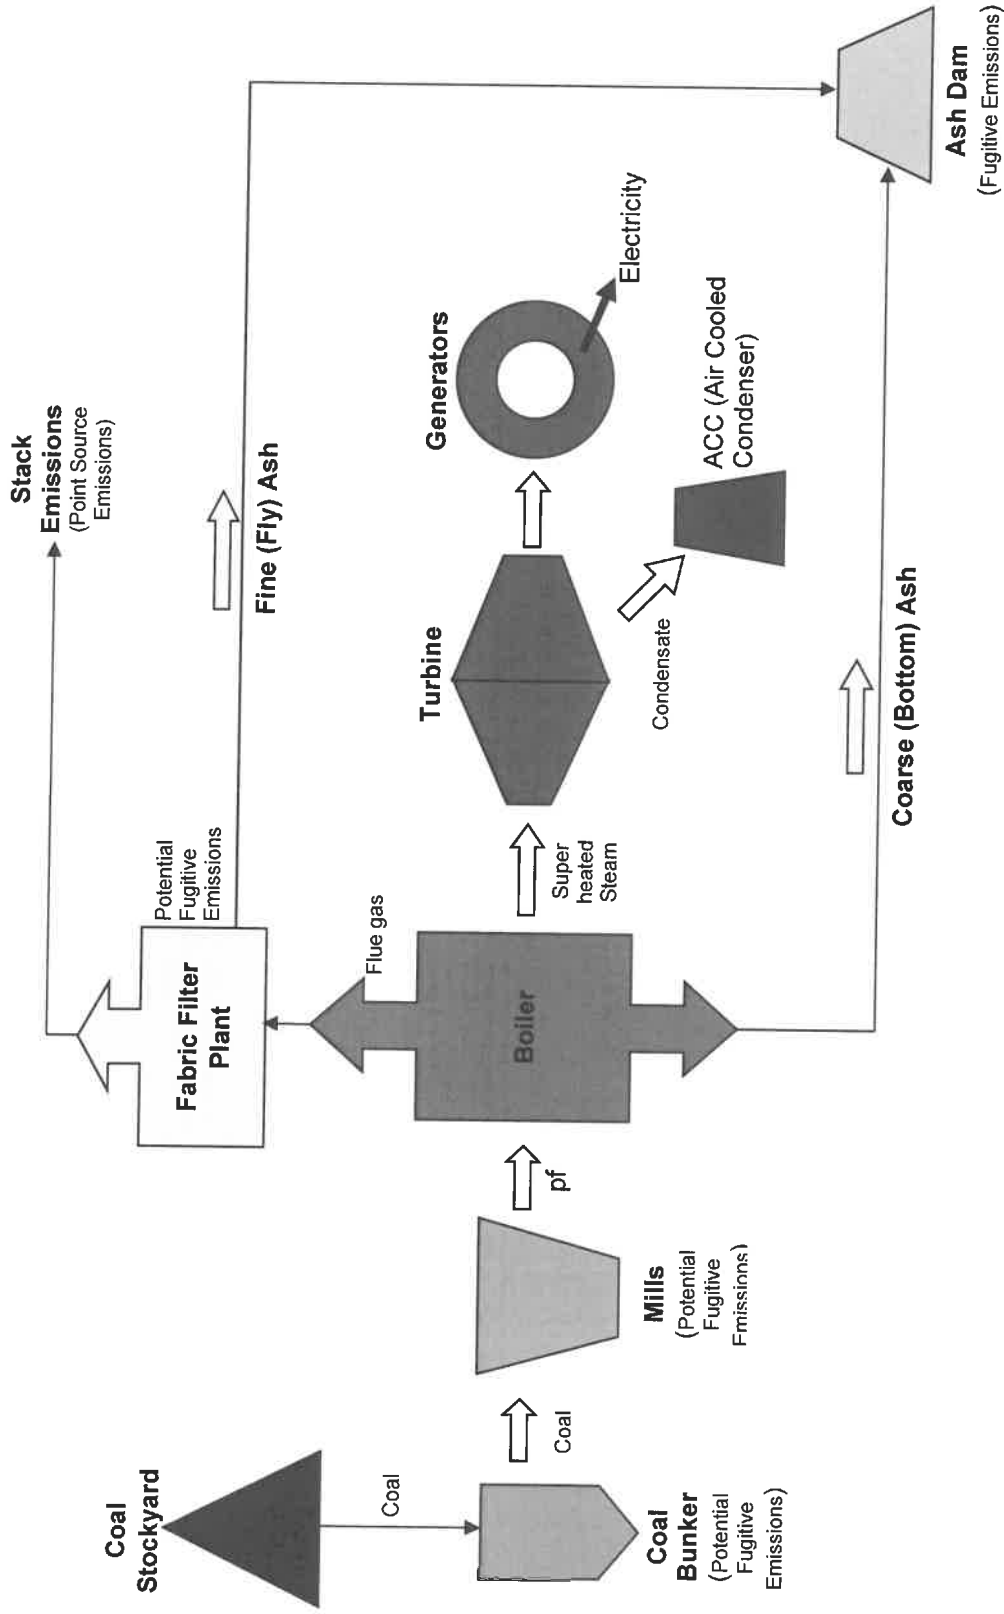 Coal
Stockyard
Coal
Coal
Bunker
(Potential
Fugitive
Emissions)
Coal
Mills
(Potential
Fugitive
Emissions)
pf
Boiler
Flue gas
Fabric Filter
Plant
Potential
Fugitive
Emissions
Stack
Emissions
(Point Source
Emissions)
Fine (Fly) Ash
Super
heated
Steam
Turbine
Condensate
ACC (Air Cooled
Condenser)
Generators
Electricity
Coarse (Bottom) Ash
Ash Dam
(Fugitive Emissions)